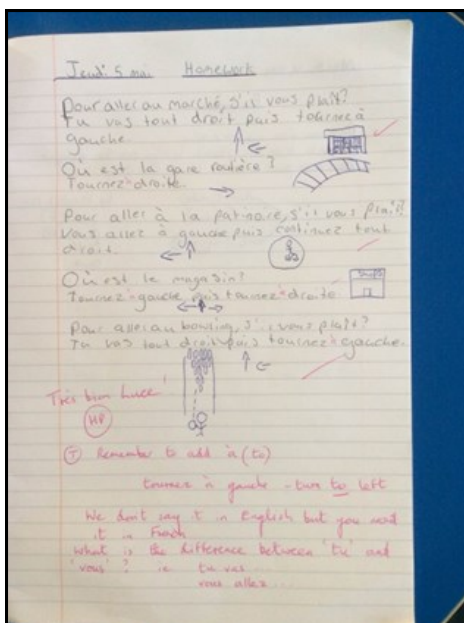 Jeudi 5 mai Homework
Pour aller au marché, s'il vous plaît?
Tu vas tout droit puis tournez à
gauche.
Où est la gare routière?
Tournez à droite.
Pour aller à la patinoire, s'il vous plaît?
Vous allez à gauche puis continuez tout
droit.
Où est le magasin?
Tournez à gauche puis tournez à droite.
SHOPS
Pour aller au bowling, s'il vous plaît?
Tu vas tout droit puis tournez à gauche.
Très bien
HP
T Remember to add à (to)
tournez à gauche - turn to left
We don't say it in English but you need
it in French
What is the difference between 'tu' and
'vous'? ie tu vas...
vous allez...